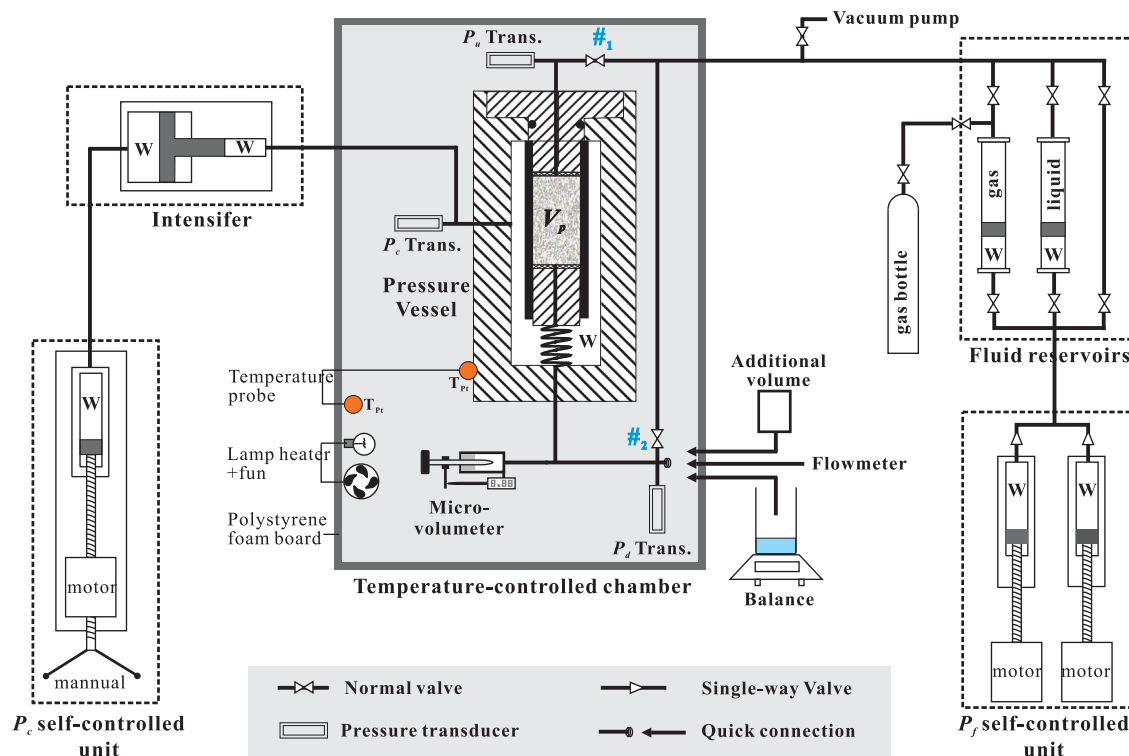 Vacuum pump
Pu Trans.
#1
W
W
Intensifer
Pc Trans.
Vp
Pressure
Vessel
W
gas
liquid
W
W
gas bottle
Fluid reservoirs
Temperature
probe
TPt
TPt
Lamp heater
+fun
Polystyrene
foam board
8.88
Micro-
volumeter
#2
Pd Trans.
Additional
volume
Flowmeter
Balance
Temperature-controlled chamber
W
motor
mannual
Pc self-controlled
unit
W
W
motor
motor
Pf self-controlled
unit
Normal valve
Single-way Valve
Pressure transducer
Quick connection